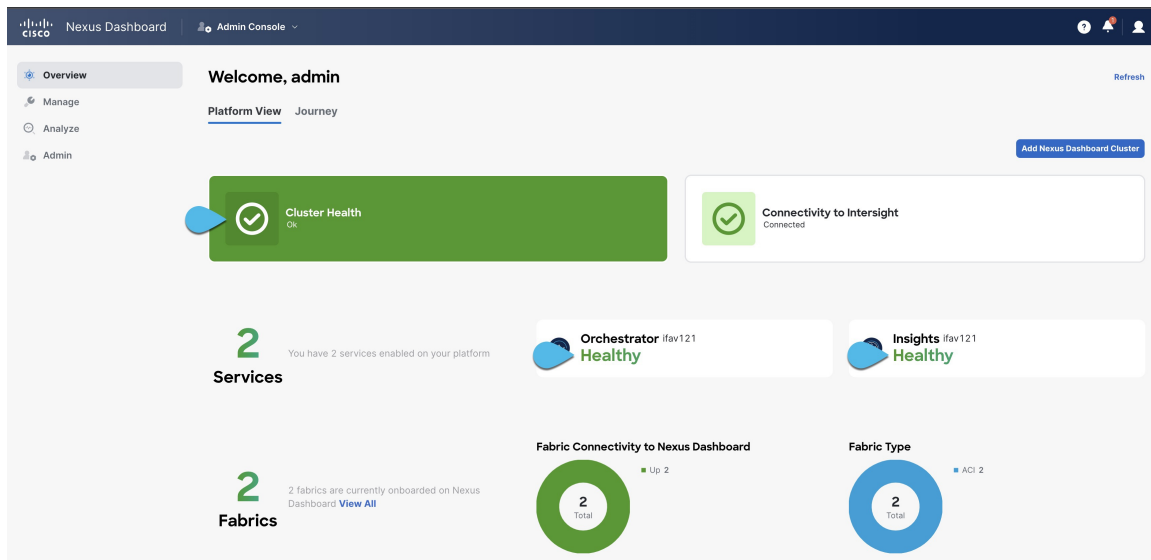 CISCO Nexus Dashboard Admin Console ?
Overview
Manage
Analyze
Admin
Welcome, admin
Refresh
Platform View Journey
Add Nexus Dashboard Cluster
Cluster Health
Ok
Connectivity to Intersight
Connected
2
Services
You have 2 services enabled on your platform
Orchestrator ifav121
Healthy
Insights ifav121
Healthy
2
Fabrics
2 fabrics are currently onboarded on Nexus
Dashboard View All
Fabric Connectivity to Nexus Dashboard
Up 2
2
Total
Fabric Type
ACI 2
2
Total